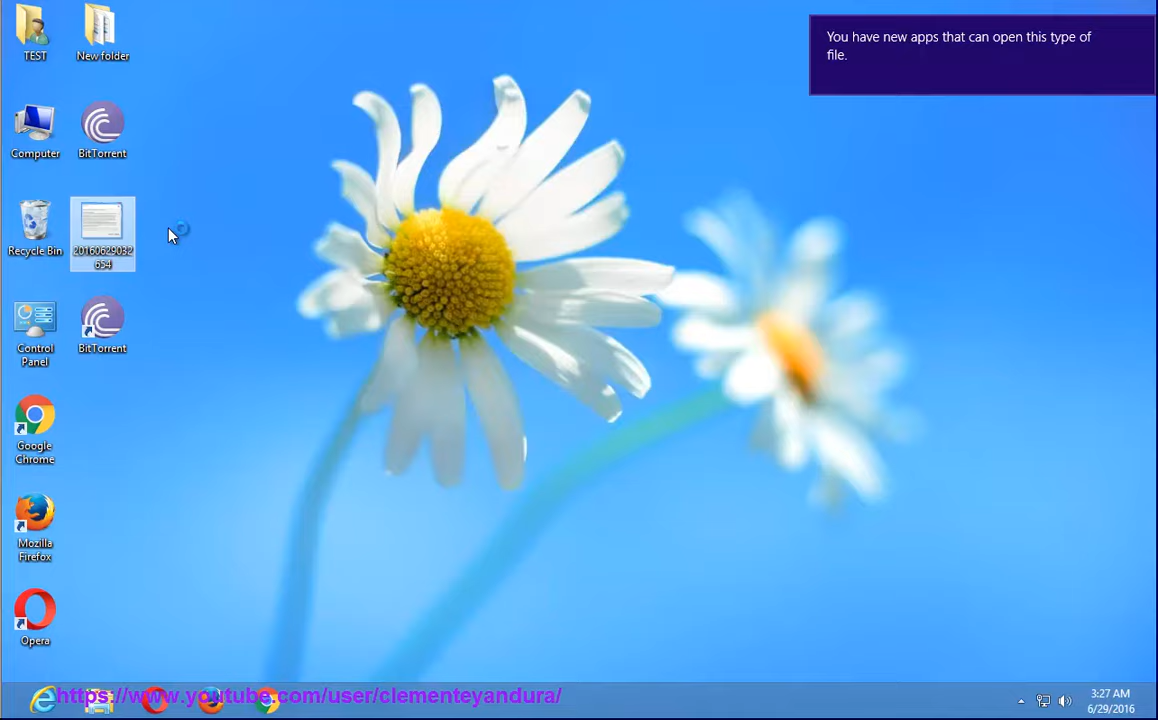 You have new apps that can open this type of
file.
TEST
New folder
Computer
BitTorrent
Recycle Bin
20160629032
654
Control
Panel
BitTorrent
Google
Chrome
Mozilla
Firefox
Opera
https://www.youtube.com/user/clementeyandura/
3:27 AM
6/29/2016